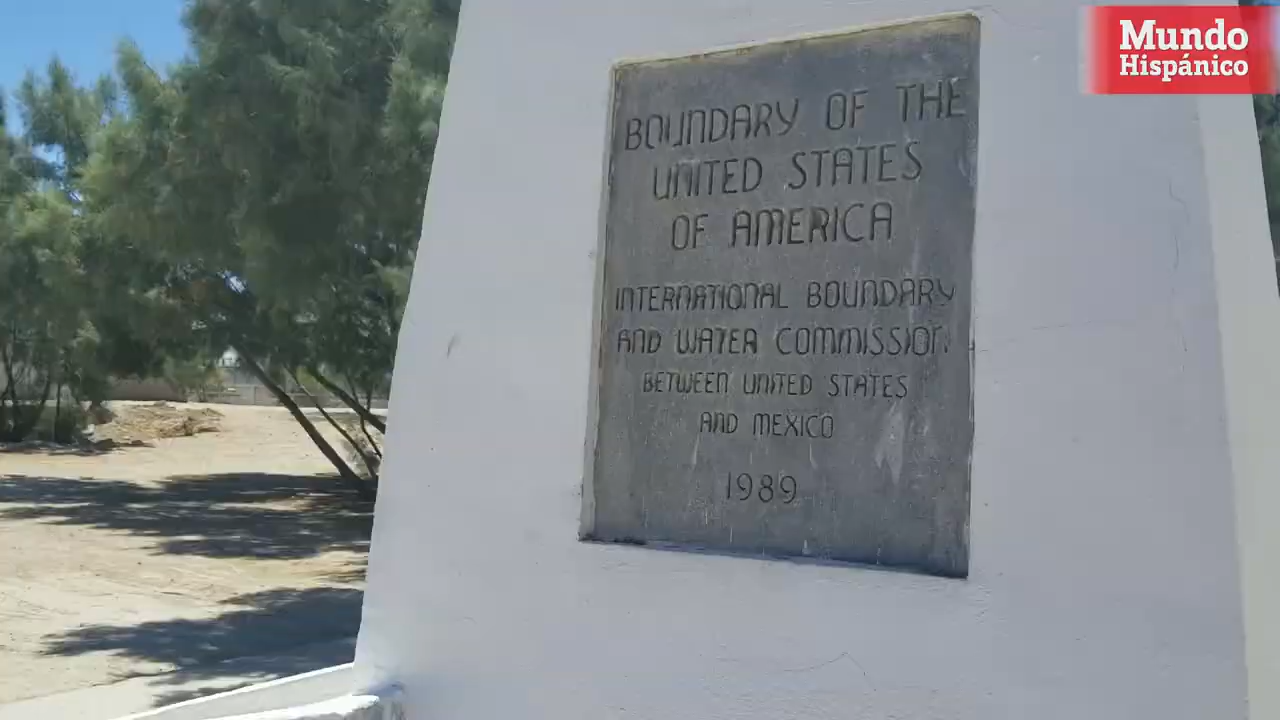 Mundo
Hispánico
BOUNDARY OF THE
UNITED STATES
OF AMERICA
INTERNATIONAL BOUNDARY
AND WATER COMMISSION
BETWEEN UNITED STATES
AND MEXICO
1989